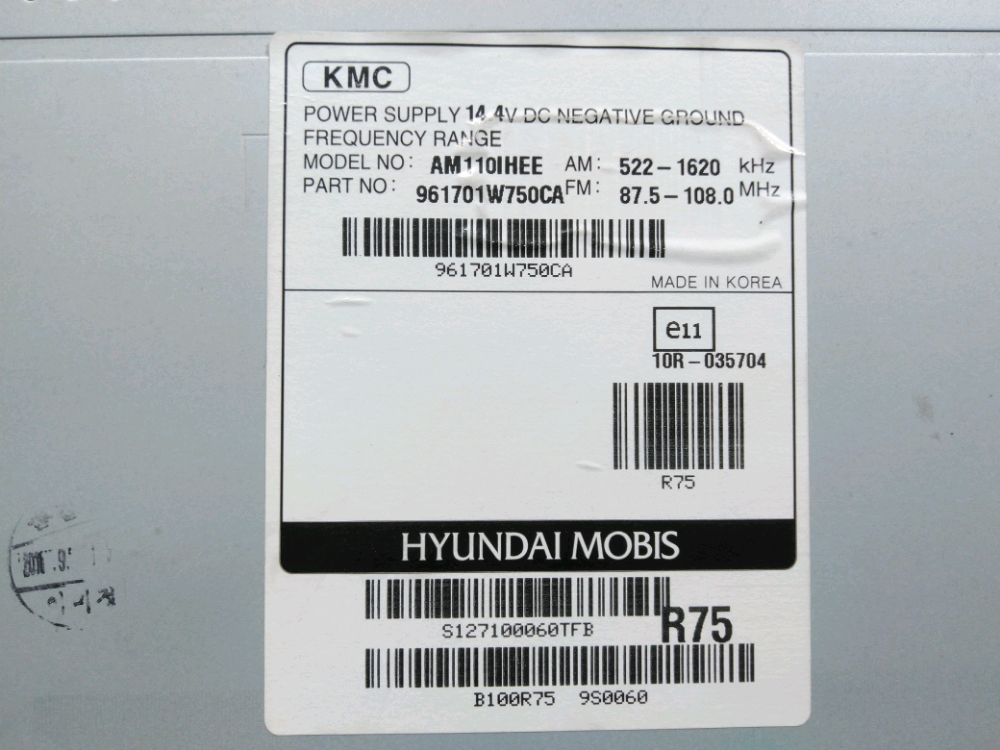 KMC
POWER SUPPLY 14.4V DC NEGATIVE GROUND
FREQUENCY RANGE
MODEL NO: AM110IHEE AM: 522-1620 kHz
PART NO: 961701W750CA FM: 87.5-108.0 MHz
961701W750CA
MADE IN KOREA
e11
10R-035704
R75
HYUNDAI MOBIS
S127100060TFB
R75
B100R75 9S0060